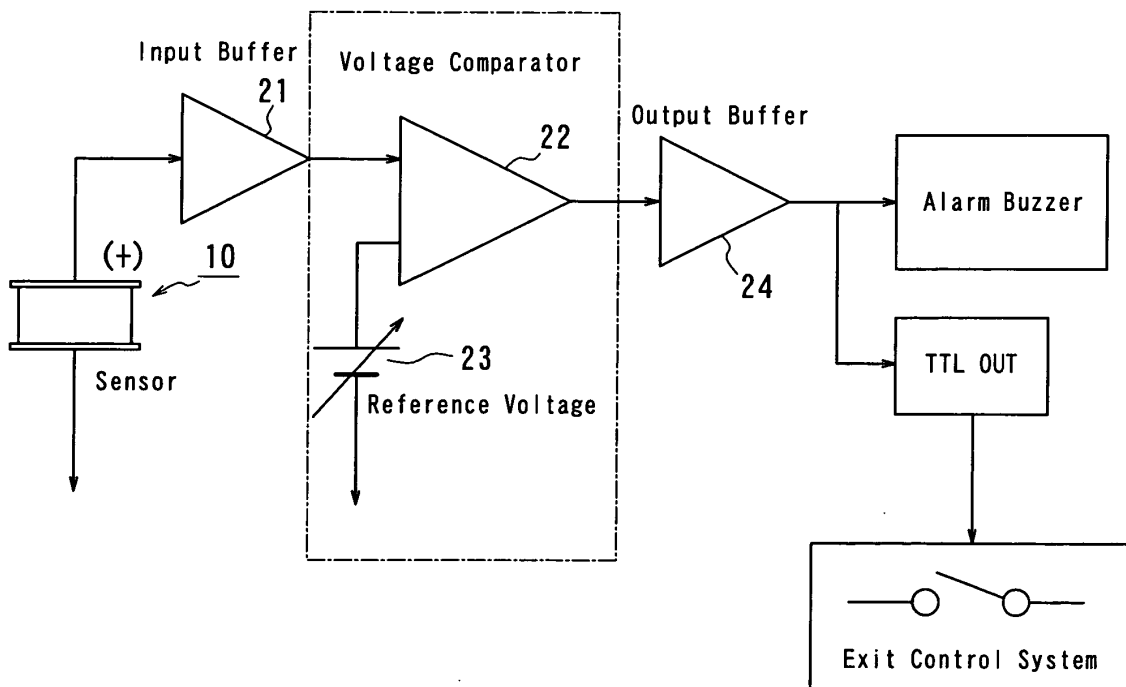 Input Buffer
Voltage Comparator
21
Output Buffer
22
Alarm Buzzer
(+)
10
24
23
TTL OUT
Sensor
Reference Voltage
Exit Control System